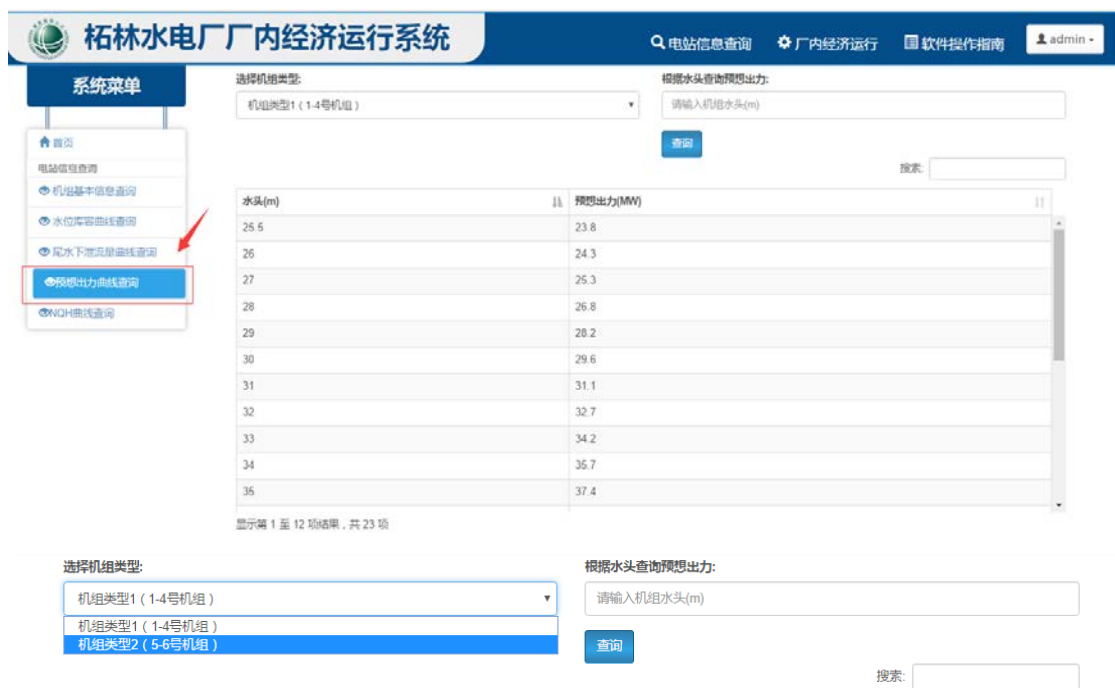 柘林水电厂厂内经济运行系统
电站信息查询
厂内经济运行
软件操作指南
admin
系统菜单
首页
电站信息查询
机组基本信息查询
水位库容曲线查询
尾水下泄流量曲线查询
预想出力曲线查询
NQH曲线查询
选择机组类型:
机组类型1 ( 1-4号机组 )
根据水头查询预想出力:
请输入机组水头(m)
查询
搜索:
水头(m) 预想出力(MW)
25.5 23.8
26 24.3
27 25.3
28 26.8
29 28.2
30 29.6
31 31.1
32 32.7
33 34.2
34 35.7
35 37.4
显示第 1 至 12 项结果 , 共 23 项
选择机组类型:
机组类型1 ( 1-4号机组 )
机组类型1 ( 1-4号机组 )
机组类型2 ( 5-6号机组 )
根据水头查询预想出力:
请输入机组水头(m)
查询
搜索: